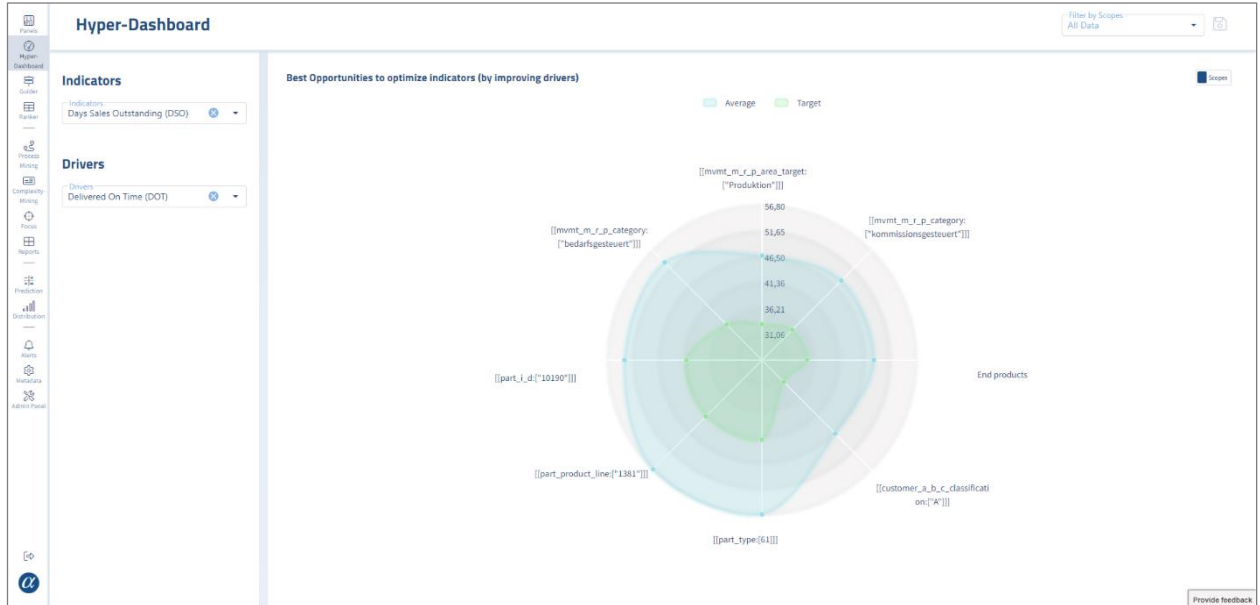 Panels
Hyper-
Dashboard
Guider
Ranker
Process
Mining
Complexity-
Mining
Focus
Reports
Prediction
Distribution
Alerts
Metadata
Admin Panel
α
Hyper-Dashboard
Filter by Scopes
All Data
Indicators
Indicators
Days Sales Outstanding (DSO)
Drivers
Drivers
Delivered On Time (DOT)
Best Opportunities to optimize indicators (by improving drivers)
Scopes
Average
Target
[[mvmt_m_r_p_area_target:
["Produktion"]]]
[[mvmt_m_r_p_category:
["kommissionsgesteuert"]]]
[[mvmt_m_r_p_category:
["bedarfsgesteuert"]]]
56,80
51,65
46,50
41,36
36,21
31,06
[[part_i_d:["10190"]]]
End products
[[part_product_line:["1381"]]]
[[customer_a_b_c_classificati
on:["A"]]]
[[part_type:[61]]]
Provide feedback